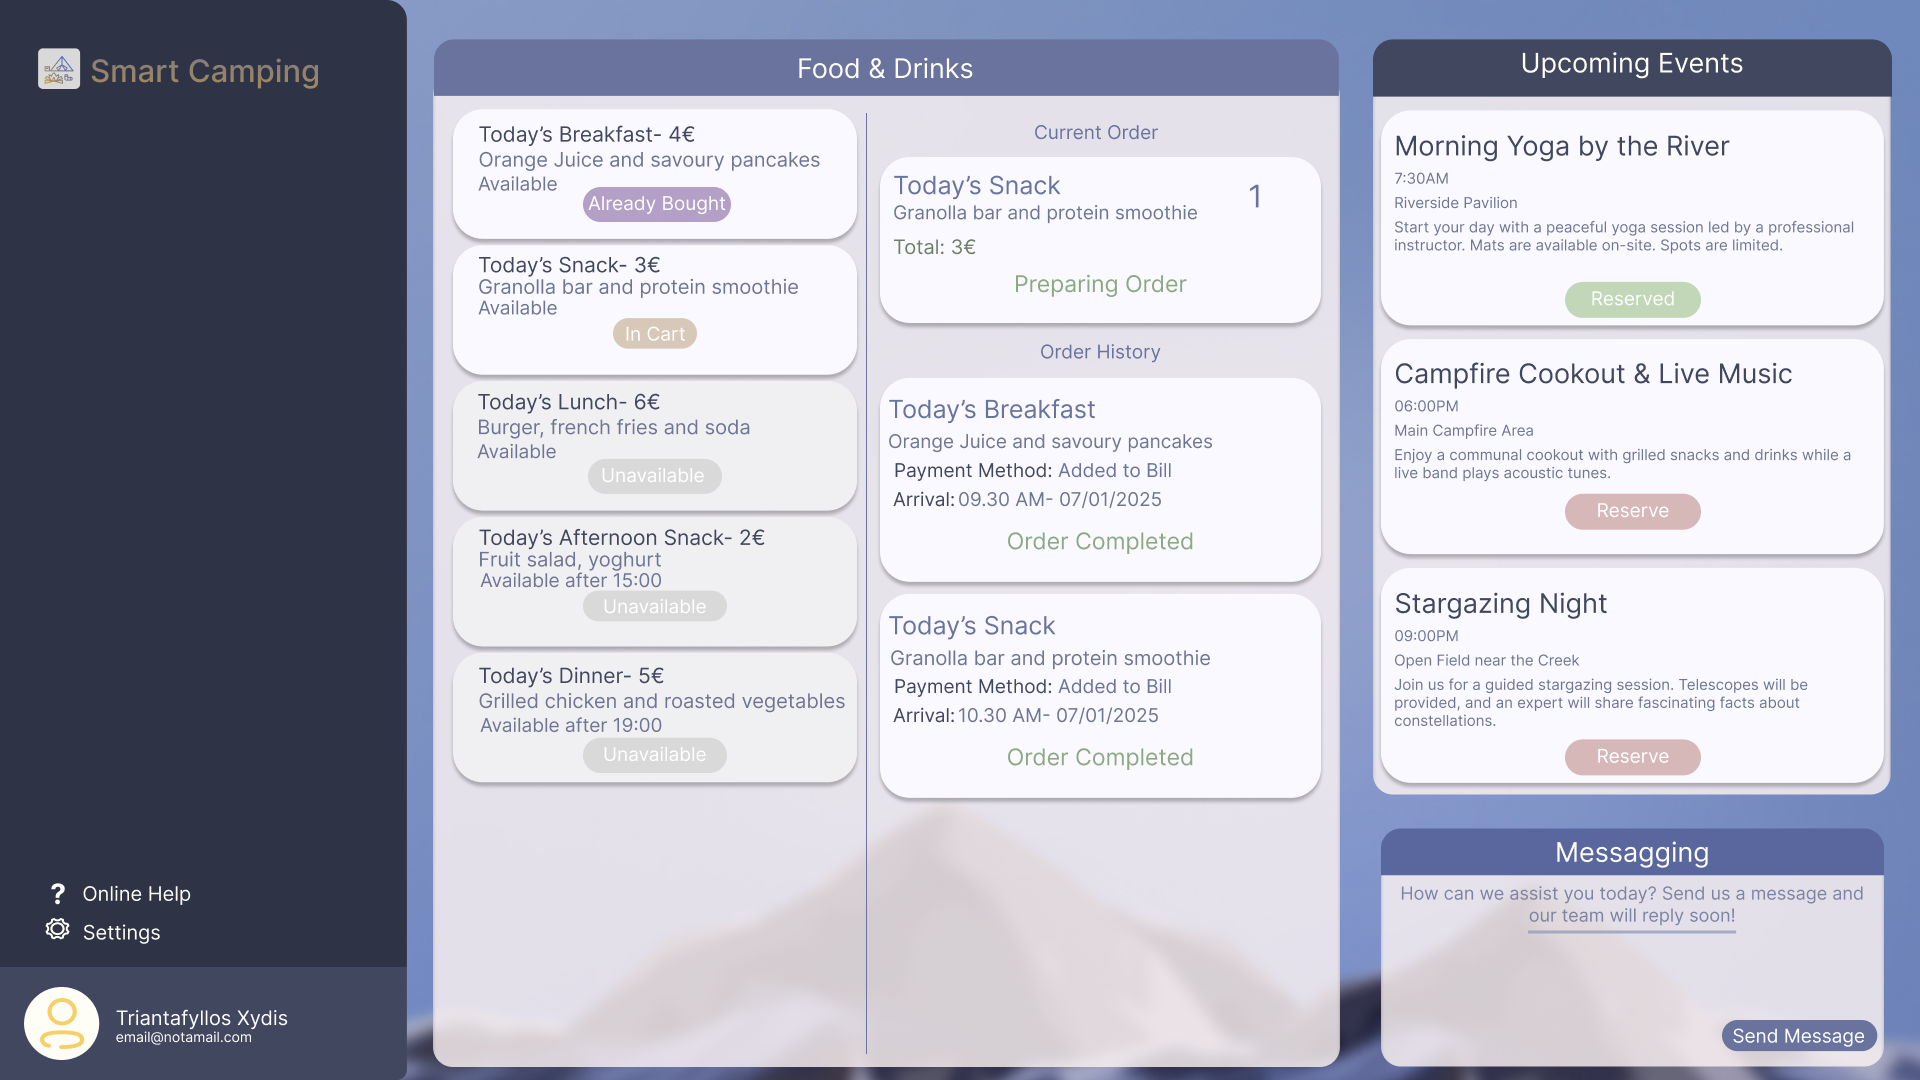 Smart Camping
Online Help
Settings
Triantafyllos Xydis
email@notamail.com
Food & Drinks
Today’s Breakfast- 4€
Orange Juice and savoury pancakes
Available
Already Bought
Today’s Snack- 3€
Granolla bar and protein smoothie
Available
In Cart
Today’s Lunch- 6€
Burger, french fries and soda
Available
Unavailable
Today’s Afternoon Snack- 2€
Fruit salad, yoghurt
Available after 15:00
Unavailable
Today’s Dinner- 5€
Grilled chicken and roasted vegetables
Available after 19:00
Unavailable
Current Order
Today’s Snack 1
Granolla bar and protein smoothie
Total: 3€
Preparing Order
Order History
Today’s Breakfast
Orange Juice and savoury pancakes
Payment Method: Added to Bill
Arrival: 09.30 AM- 07/01/2025
Order Completed
Today’s Snack
Granolla bar and protein smoothie
Payment Method: Added to Bill
Arrival: 10.30 AM- 07/01/2025
Order Completed
Upcoming Events
Morning Yoga by the River
7:30AM
Riverside Pavilion
Start your day with a peaceful yoga session led by a professional
instructor. Mats are available on-site. Spots are limited.
Reserved
Campfire Cookout & Live Music
06:00PM
Main Campfire Area
Enjoy a communal cookout with grilled snacks and drinks while a
live band plays acoustic tunes.
Reserve
Stargazing Night
09:00PM
Open Field near the Creek
Join us for a guided stargazing session. Telescopes will be
provided, and an expert will share fascinating facts about
constellations.
Reserve
Messagging
How can we assist you today? Send us a message and
our team will reply soon!
Send Message